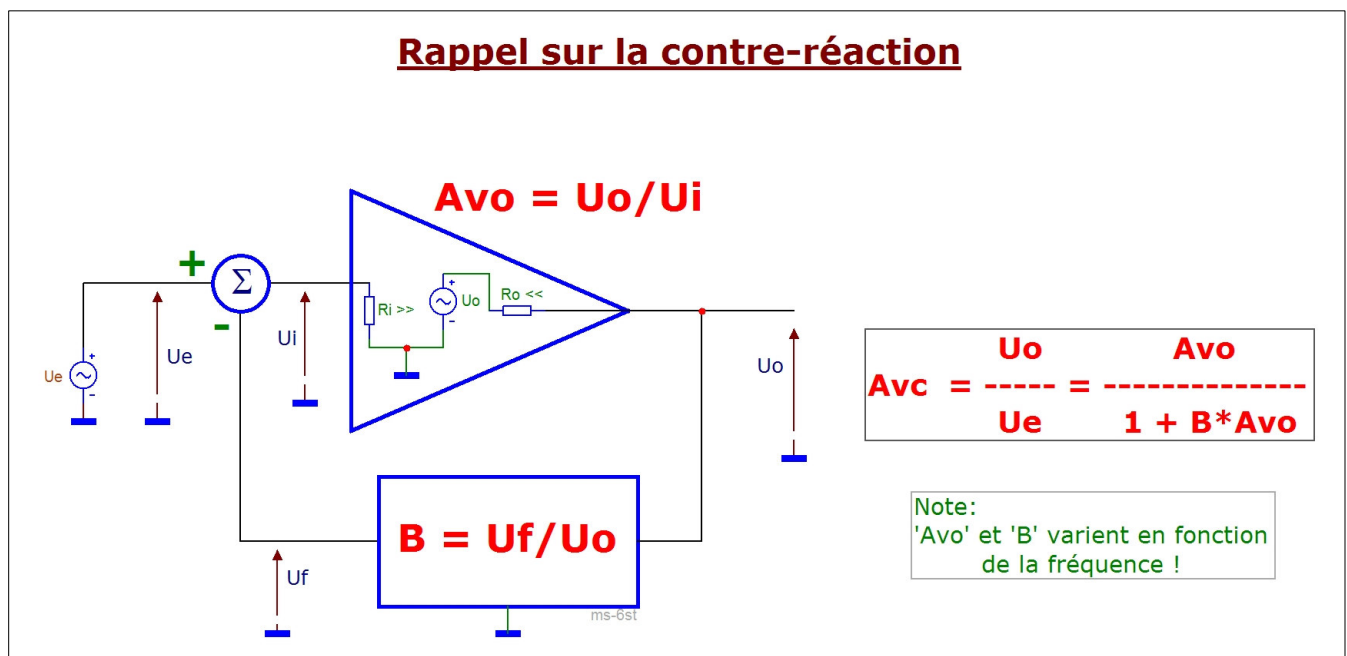 Rappel sur la contre-réaction
Avo = Uo/Ui
+
Σ
-
Ue
+
-
Ue
Ui
Ri >>
+
-
Uo
Ro <<
Uo
B = Uf/Uo
Uf
ms-6st
Uo Avo
Avc = ----- = --------------
Ue 1 + B*Avo
Note:
'Avo' et 'B' varient en fonction
de la fréquence !